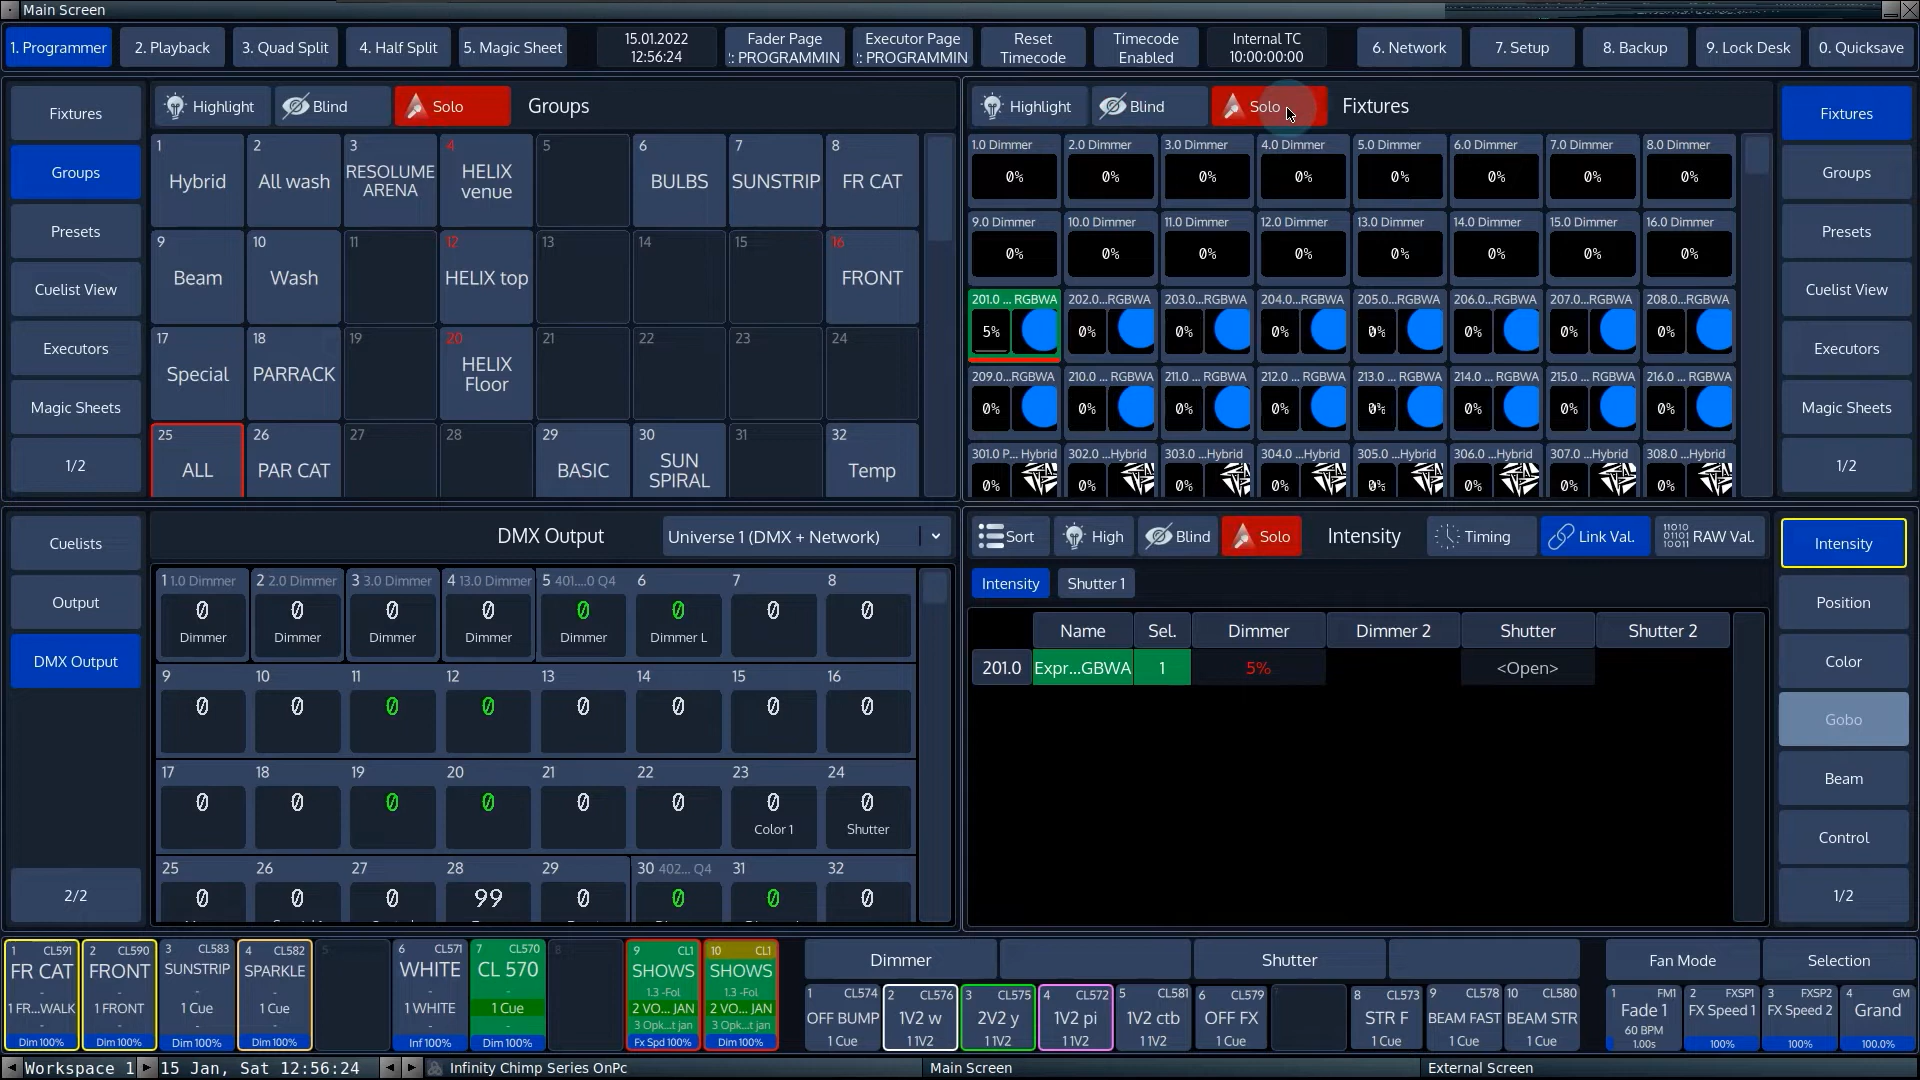 Main Screen
1. Programmer 2. Playback 3. Quad Split 4. Half Split 5. Magic Sheet 15.01.2022 12:56:24 Fader Page :: PROGRAMMIN Executor Page :: PROGRAMMIN Reset Timecode Timecode Enabled Internal TC 10:00:00:00 6. Network 7. Setup 8. Backup 9. Lock Desk 0. Quicksave
Fixtures
Groups
Presets
Cuelist View
Executors
Magic Sheets
1/2
Highlight Blind Solo Groups
1 Hybrid 2 All wash 3 RESOLUME ARENA 4 HELIX venue 5 6 BULBS 7 SUNSTRIP 8 FR CAT
9 Beam 10 Wash 11 12 HELIX top 13 14 15 16 FRONT
17 Special 18 PARRACK 19 20 HELIX Floor 21 22 23 24
25 ALL 26 PAR CAT 27 28 29 BASIC 30 SUN SPIRAL 31 32 Temp
Highlight Blind Solo Fixtures
1.0 Dimmer 2.0 Dimmer 3.0 Dimmer 4.0 Dimmer 5.0 Dimmer 6.0 Dimmer 7.0 Dimmer 8.0 Dimmer
0% 0% 0% 0% 0% 0% 0% 0%
9.0 Dimmer 10.0 Dimmer 11.0 Dimmer 12.0 Dimmer 13.0 Dimmer 14.0 Dimmer 15.0 Dimmer 16.0 Dimmer
0% 0% 0% 0% 0% 0% 0% 0%
201.0 ... RGBWA 202.0...RGBWA 203.0...RGBWA 204.0...RGBWA 205.0...RGBWA 206.0...RGBWA 207.0...RGBWA 208.0...RGBWA
5% 0% 0% 0% 0% 0% 0% 0%
209.0...RGBWA 210.0 ... RGBWA 211.0 ... RGBWA 212.0 ... RGBWA 213.0 ... RGBWA 214.0 ... RGBWA 215.0 ... RGBWA 216.0 ... RGBWA
0% 0% 0% 0% 0% 0% 0% 0%
301.0 P... Hybrid 302.0 ...Hybrid 303.0 ...Hybrid 304.0 ...Hybrid 305.0 ...Hybrid 306.0 ...Hybrid 307.0 ...Hybrid 308.0 ...Hybrid
0% 0% 0% 0% 0% 0% 0% 0%
Fixtures
Groups
Presets
Cuelist View
Executors
Magic Sheets
1/2
Cuelists
Output
DMX Output
2/2
DMX Output Universe 1 (DMX + Network)
1 1.0 Dimmer 2 2.0 Dimmer 3 3.0 Dimmer 4 13.0 Dimmer 5 401....0 Q4 6 7 8
0 0 0 0 0 0 0 0
Dimmer Dimmer Dimmer Dimmer Dimmer Dimmer L
9 10 11 12 13 14 15 16
0 0 0 0 0 0 0 0
17 18 19 20 21 22 23 24
0 0 0 0 0 0 0 0
Color 1 Shutter
25 26 27 28 29 30 402... Q4 31 32
0 0 0 99 0 0 0 0
Sort High Blind Solo Intensity Timing Link Val. RAW Val.
Intensity Shutter 1
Name Sel. Dimmer Dimmer 2 Shutter Shutter 2
201.0 Expr...GBWA 1 5% <Open>
Intensity
Position
Color
Gobo
Beam
Control
1/2
1 CL591 2 CL590 3 CL583 4 CL582 5 6 CL571 7 CL570 8 9 CL1 10 CL1
FR CAT FRONT SUNSTRIP SPARKLE WHITE CL 570 SHOWS SHOWS
- - - - - - 1.3 -Fol 1.3 -Fol
1 FR...WALK 1 FRONT 1 Cue 1 Cue 1 WHITE 1 Cue 2 VO... JAN 2 VO... JAN
- - - - - - 3 Opk...t jan 3 Opk...t jan
Dim 100% Dim 100% Dim 100% Dim 100% Inf 100% Dim 100% Fx Spd 100% Dim 100%
Dimmer Shutter Fan Mode Selection
1 CL574 2 CL576 3 CL575 4 CL572 5 CL581 6 CL579 8 CL573 9 CL578 10 CL580
OFF BUMP 1V2 w 2V2 y 1V2 pi 1V2 ctb OFF FX STR F BEAM FAST BEAM STR
1 Cue 1 1V2 1 1V2 1 1V2 1 1V2 1 Cue 1 Cue 1 Cue 1 Cue
1 FM1 2 FXSP1 3 FXSP2 4 GM
Fade 1 FX Speed 1 FX Speed 2 Grand
60 BPM
1.00s 100% 100% 100.0%
Workspace 1 15 Jan, Sat 12:56:24 Infinity Chimp Series OnPc Main Screen External Screen